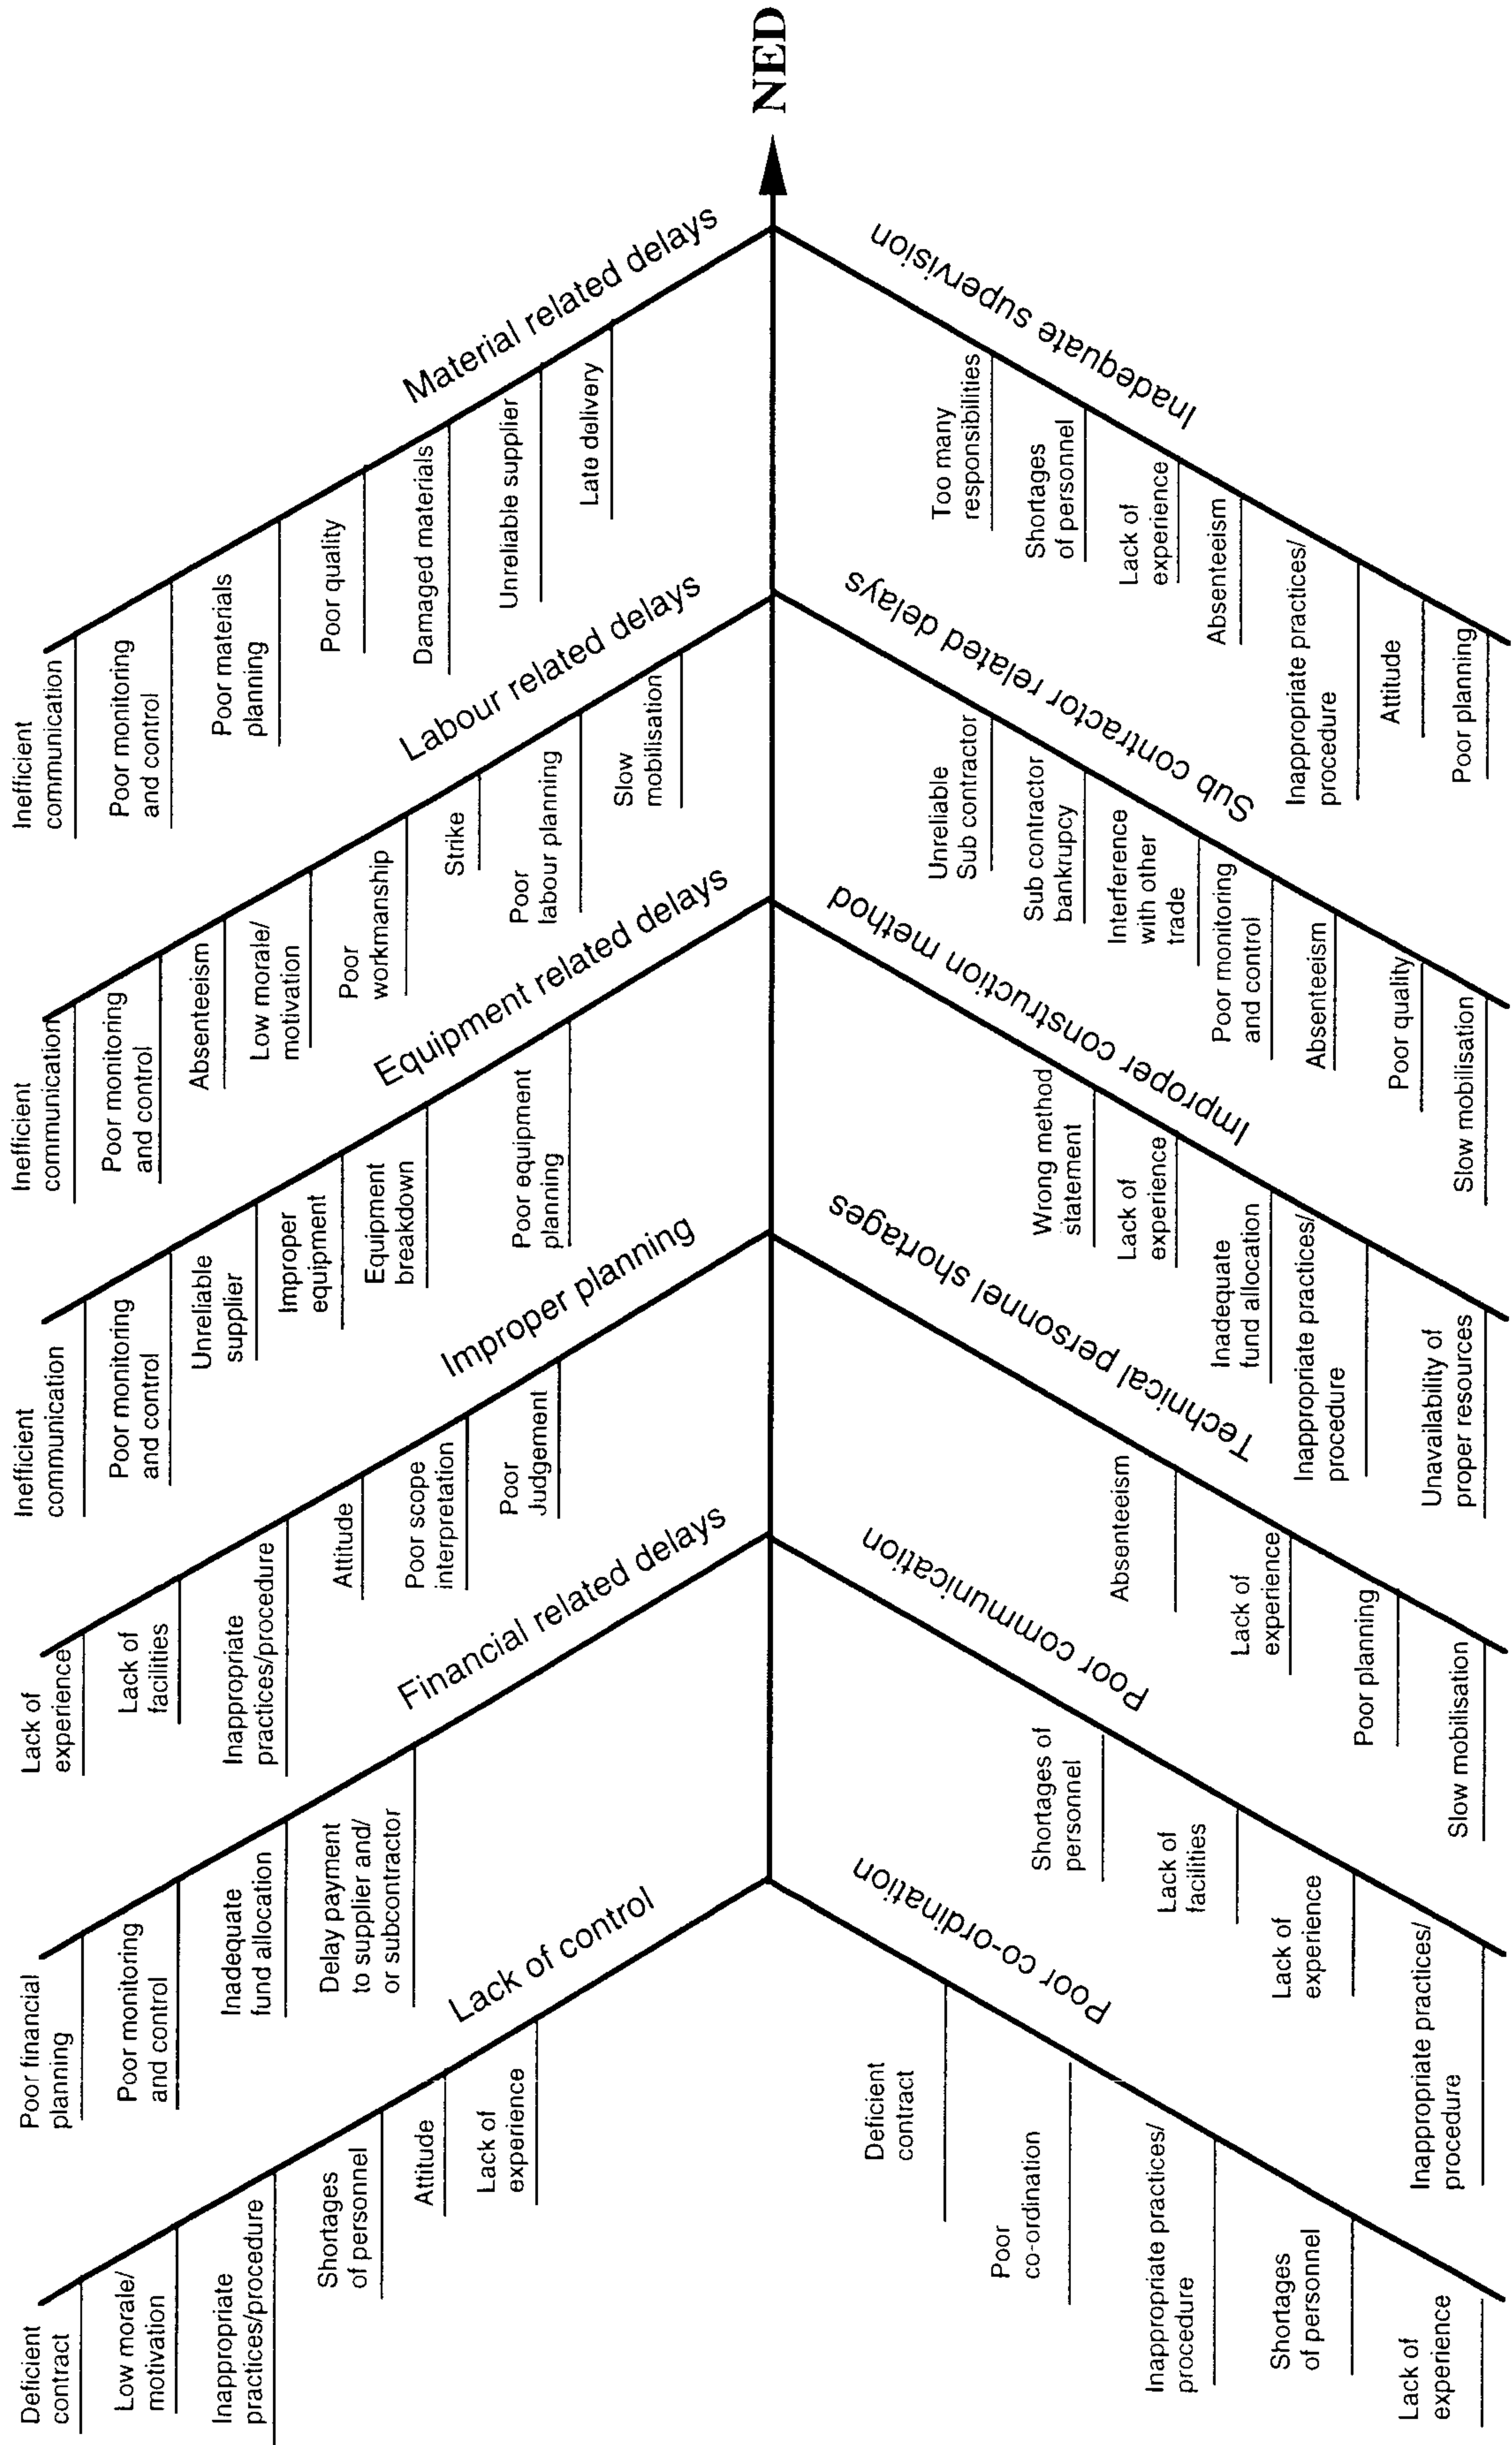 Deficient
contract
Low morale/
motivation
Inappropriate
practices/procedure
Shortages
of personnel
Attitude
Lack of
experience
Lack of control
Poor financial
planning
Poor monitoring
and control
Inadequate
fund allocation
Delay payment
to supplier and/
or subcontractor
Financial related delays
Lack of
experience
Lack of
facilities
Inappropriate
practices/procedure
Attitude
Poor scope
interpretation
Poor
Judgement
Improper planning
Inefficient
communication
Poor monitoring
and control
Unreliable
supplier
Improper
equipment
Equipment
breakdown
Poor equipment
planning
Equipment related delays
Inefficient
communication
Poor monitoring
and control
Absenteeism
Low morale/
motivation
Poor
workmanship
Strike
Poor
labour planning
Slow
mobilisation
Labour related delays
Inefficient
communication
Poor monitoring
and control
Poor materials
planning
Poor quality
Damaged materials
Unreliable supplier
Late delivery
Material related delays
NED
Deficient
contract
Poor
co-ordination
Inappropriate practices/
procedure
Shortages
of personnel
Lack of
experience
Poor co-ordination
Shortages of
personnel
Lack of
facilities
Lack of
experience
Inappropriate practices/
procedure
Poor communication
Absenteeism
Lack of
experience
Poor planning
Slow mobilisation
Technical personnel shortages
Wrong method
statement
Lack of
experience
Inadequate
fund allocation
Inappropriate practices/
procedure
Unavailability of
proper resources
Improper construction method
Unreliable
Sub contractor
Sub contractor
bankrupcy
Interference
with other
trade
Poor monitoring
and control
Absenteeism
Poor quality
Slow mobilisation
Sub contractor related delays
Too many
responsibilities
Shortages
of personnel
Lack of
experience
Absenteeism
Inappropriate practices/
procedure
Attitude
Poor planning
Inadequate supervision